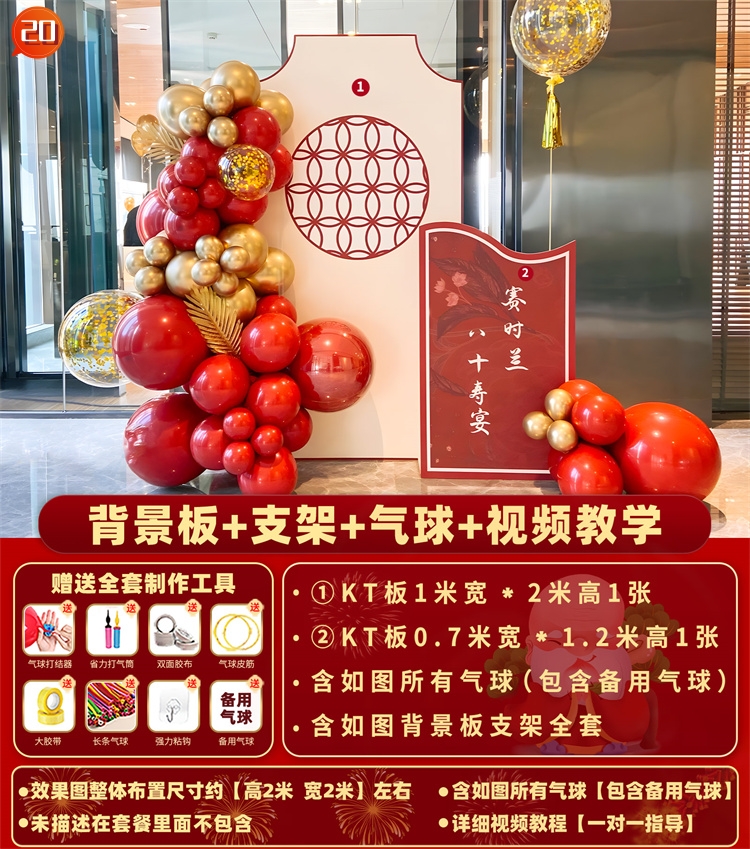 20
①
②
赛时兰
八十寿宴
背景板+支架+气球+视频教学
赠送全套制作工具
送 送 送 送
气球打结器 省力打气筒 双面胶布 气球皮筋
送 送 送 送
备用
气球
大胶带 长条气球 强力粘钩 备用气球
·①KT板1米宽 * 2米高1张
·②KT板0.7米宽 * 1.2米高1张
·含如图所有气球(包含备用气球)
·含如图背景板支架全套
●效果图整体布置尺寸约【高2米 宽2米】左右
●未描述在套餐里面不包含
●含如图所有气球【包含备用气球】
●详细视频教程【一对一指导】